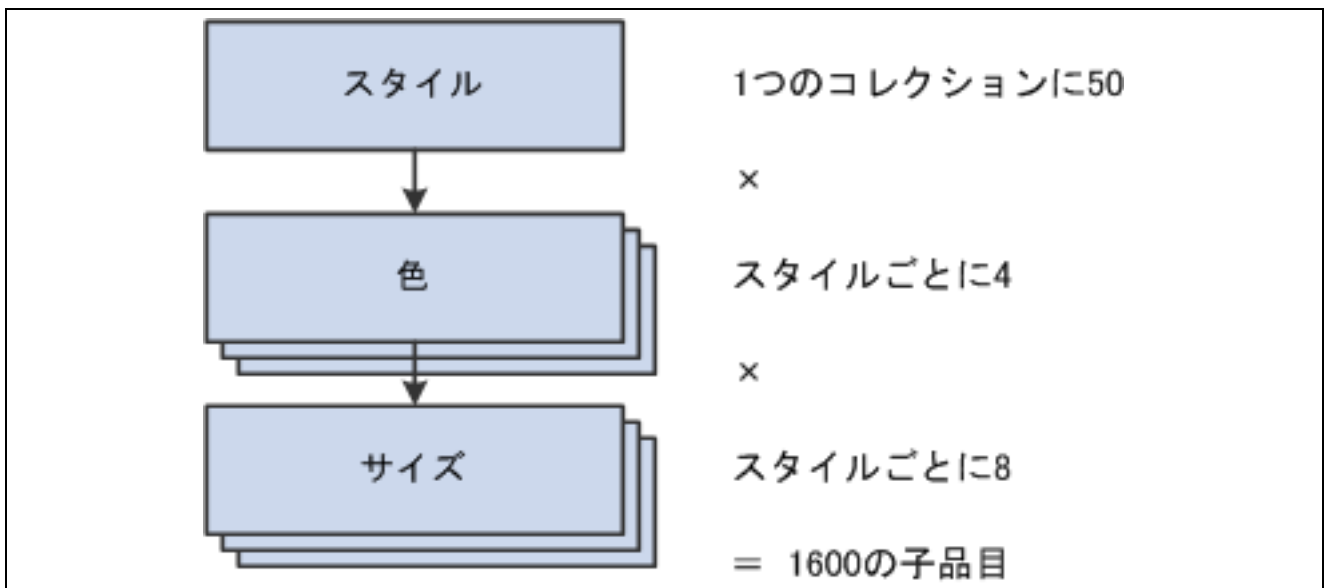 スタイル
1つのコレクションに50
×
色
スタイルごとに4
×
サイズ
スタイルごとに8
= 1600の子品目